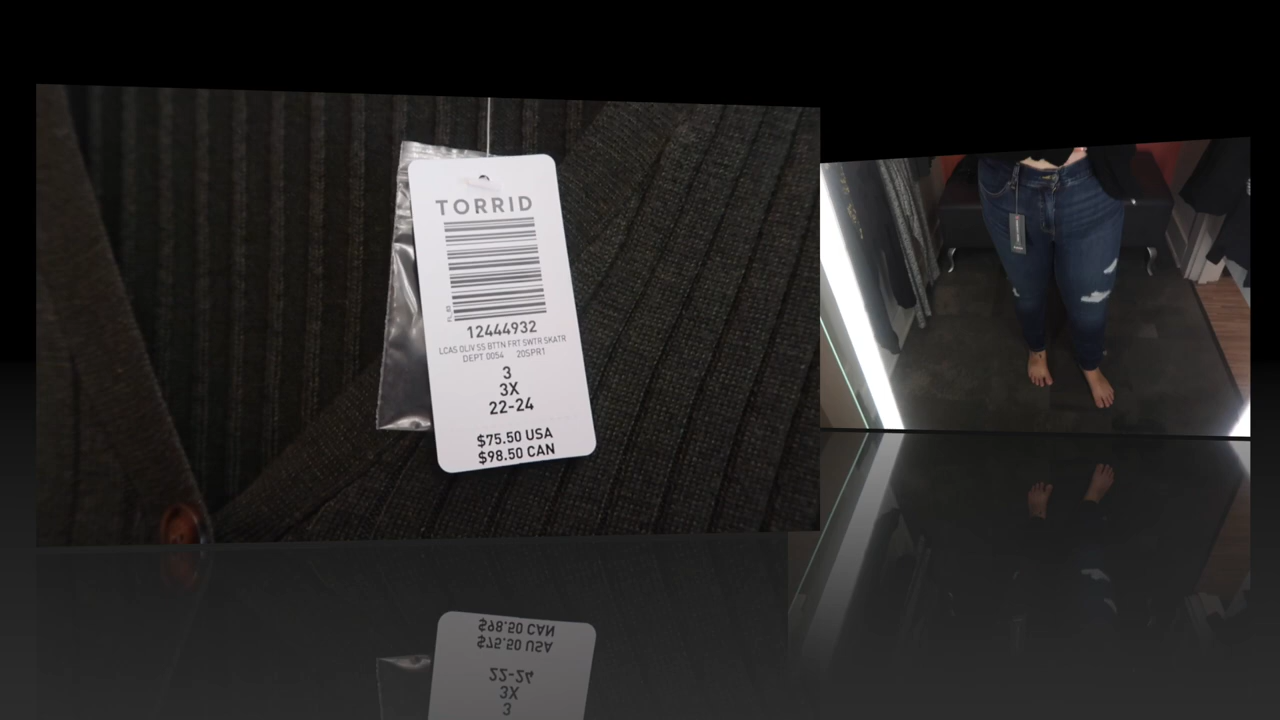 TORRID
12444932
LCAS OLIV SS BTTN FRT SWTR SKATR
DEPT 0054 20SPR1
3
3X
22-24
$75.50 USA
$98.50 CAN